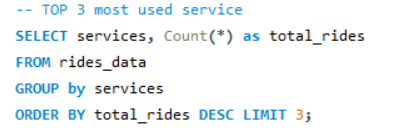 -- TOP 3 most used service
SELECT services, Count(*) as total_rides
FROM rides_data
GROUP by services
ORDER BY total_rides DESC LIMIT 3;